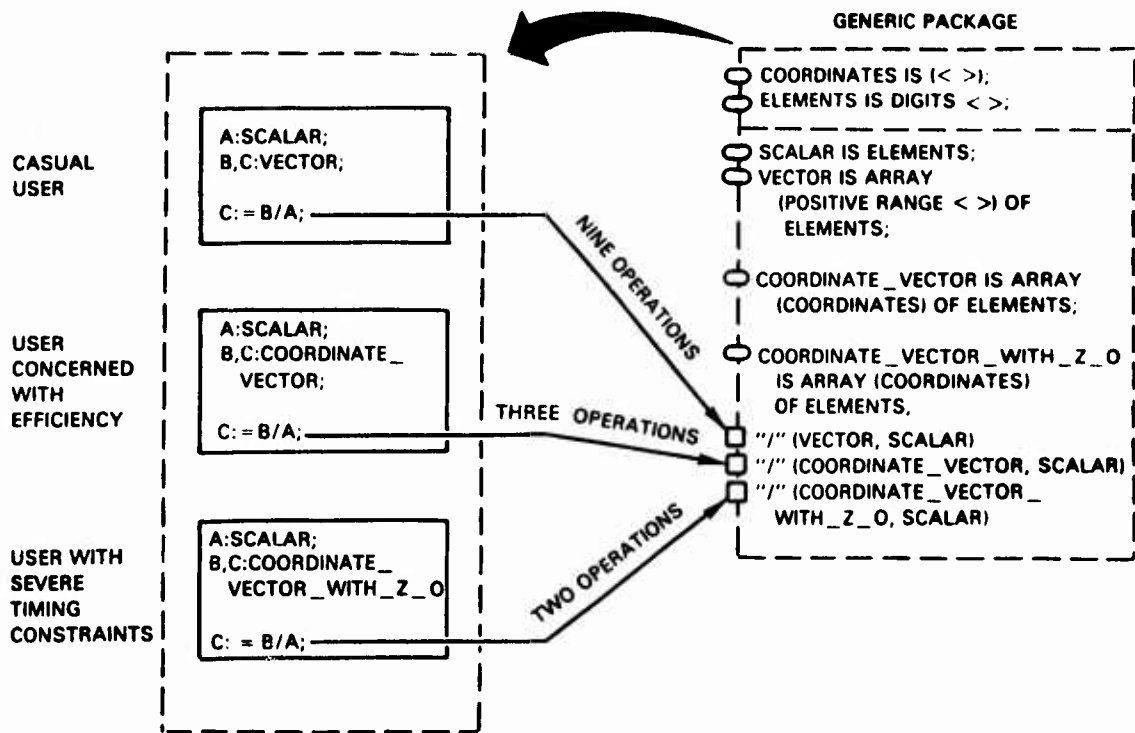 GENERIC PACKAGE
COORDINATES IS (< >);
ELEMENTS IS DIGITS < >;
SCALAR IS ELEMENTS;
VECTOR IS ARRAY
(POSITIVE RANGE < >) OF
ELEMENTS;
COORDINATE_VECTOR IS ARRAY
(COORDINATES) OF ELEMENTS;
COORDINATE_VECTOR_WITH_Z_O
IS ARRAY (COORDINATES)
OF ELEMENTS,
"/" (VECTOR, SCALAR)
"/" (COORDINATE_VECTOR, SCALAR)
"/" (COORDINATE_VECTOR_
WITH_Z_O, SCALAR)
CASUAL
USER
A:SCALAR;
B,C:VECTOR;
C:= B/A;
NINE OPERATIONS
USER
CONCERNED
WITH
EFFICIENCY
A:SCALAR;
B,C:COORDINATE_
VECTOR;
C:= B/A;
THREE OPERATIONS
USER WITH
SEVERE
TIMING
CONSTRAINTS
A:SCALAR;
B,C:COORDINATE_
VECTOR_WITH_Z_O
C: = B/A;
TWO OPERATIONS